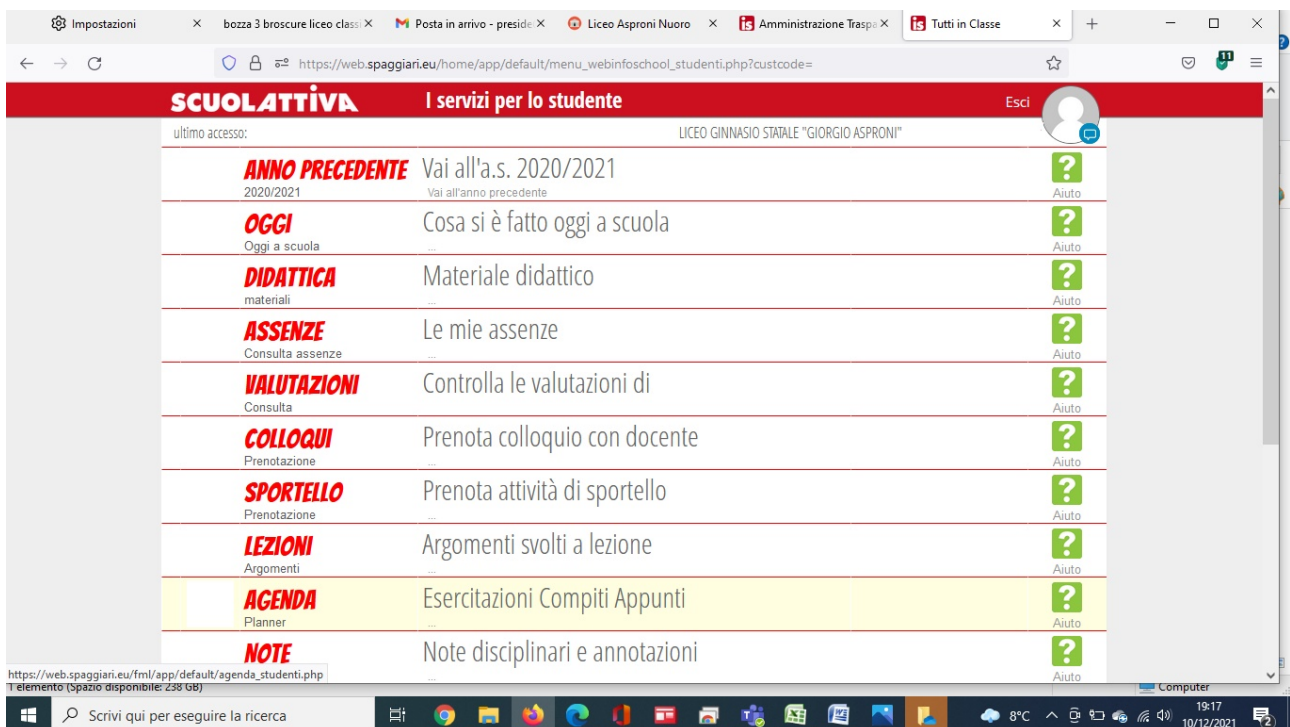 Impostazioni
bozza 3 broscure liceo class
Posta in arrivo - preside
Liceo Asproni Nuoro
Amministrazione Traspa
Tutti in Classe
https://web.spaggiari.eu/home/app/default/menu_webinfoschool_studenti.php?custcode=
11
SCUOLATTIVA
I servizi per lo studente
Esci
ultimo accesso:
LICEO GINNASIO STATALE "GIORGIO ASPRONI"
ANNO PRECEDENTE
Vai all'a.s. 2020/2021
2020/2021
Vai all'anno precedente
Aiuto
OGGI
Cosa si è fatto oggi a scuola
Oggi a scuola
...
Aiuto
DIDATTICA
Materiale didattico
materiali
...
Aiuto
ASSENZE
Le mie assenze
Consulta assenze
...
Aiuto
VALUTAZIONI
Controlla le valutazioni di
Consulta
Aiuto
COLLOQUI
Prenota colloquio con docente
Prenotazione
...
Aiuto
SPORTELLO
Prenota attività di sportello
Prenotazione
...
Aiuto
LEZIONI
Argomenti svolti a lezione
Argomenti
...
Aiuto
AGENDA
Esercitazioni Compiti Appunti
Planner
...
Aiuto
NOTE
Note disciplinari e annotazioni
...
Aiuto
https://web.spaggiari.eu/fml/app/default/agenda_studenti.php
1 elemento (Spazio disponibile: 238 GB)
Computer
Scrivi qui per eseguire la ricerca
8°C
19:17
10/12/2021
2